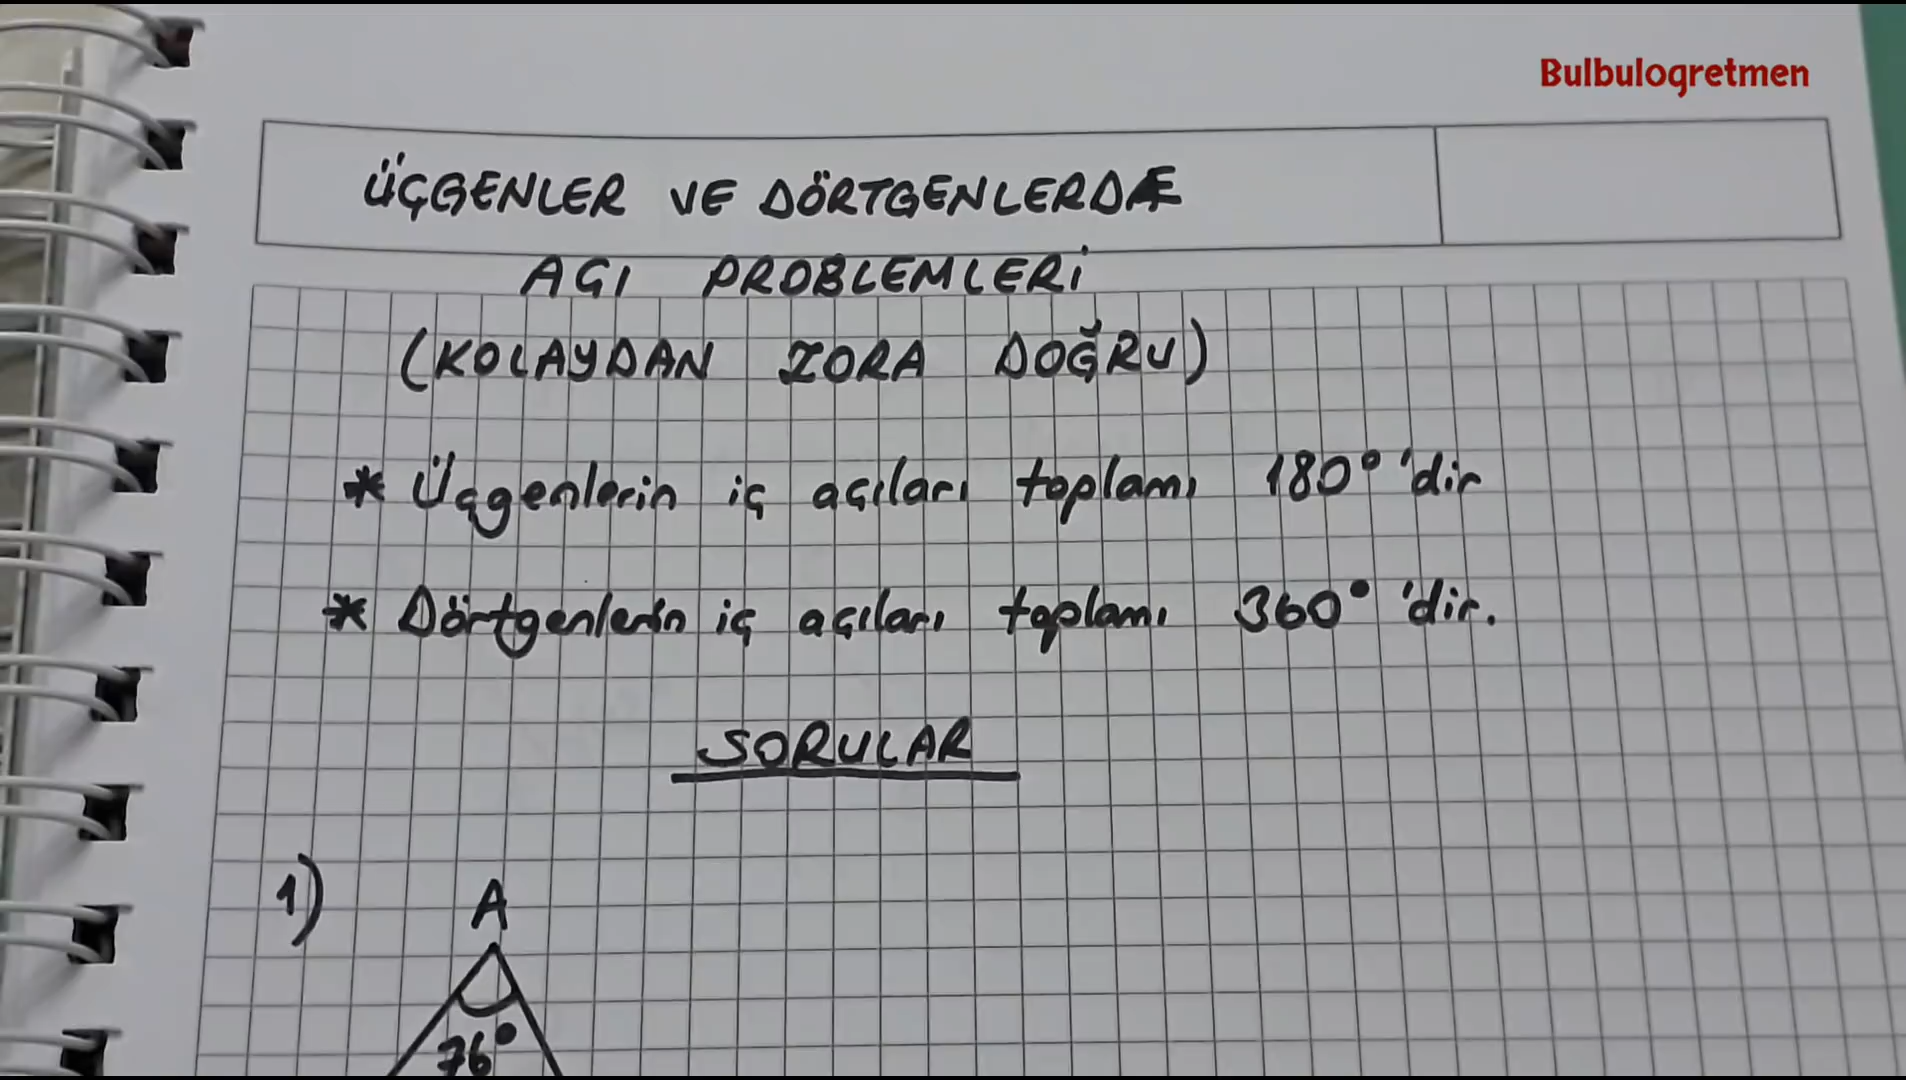 Bulbulogretmen
ÜÇGENLER VE DÖRTGENLERDE
AÇI PROBLEMLERİ
(KOLAYDAN ZORA DOĞRU)
* Üçgenlerin iç açıları toplamı 180°'dir
* Dörtgenlerin iç açıları toplamı 360°'dir.
SORULAR
1) A
76°